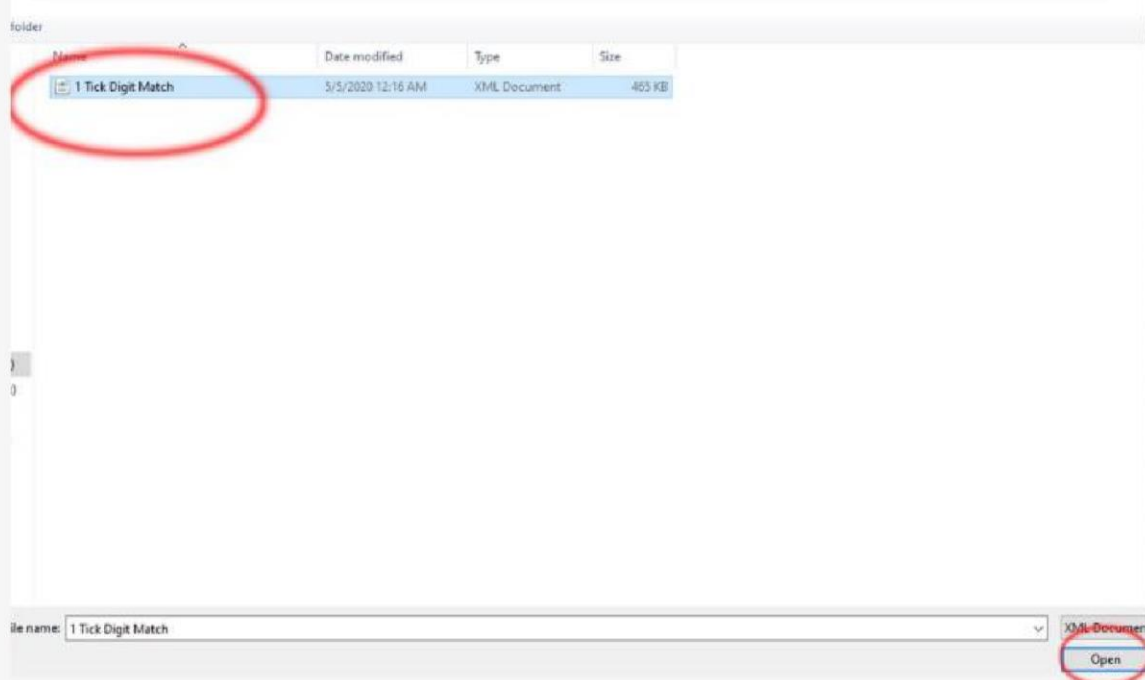 folder
Name Date modified Type Size
1 Tick Digit Match 5/5/2020 12:16 AM XML Document 465 KB
)
)
ile name: 1 Tick Digit Match XML Documen
Open